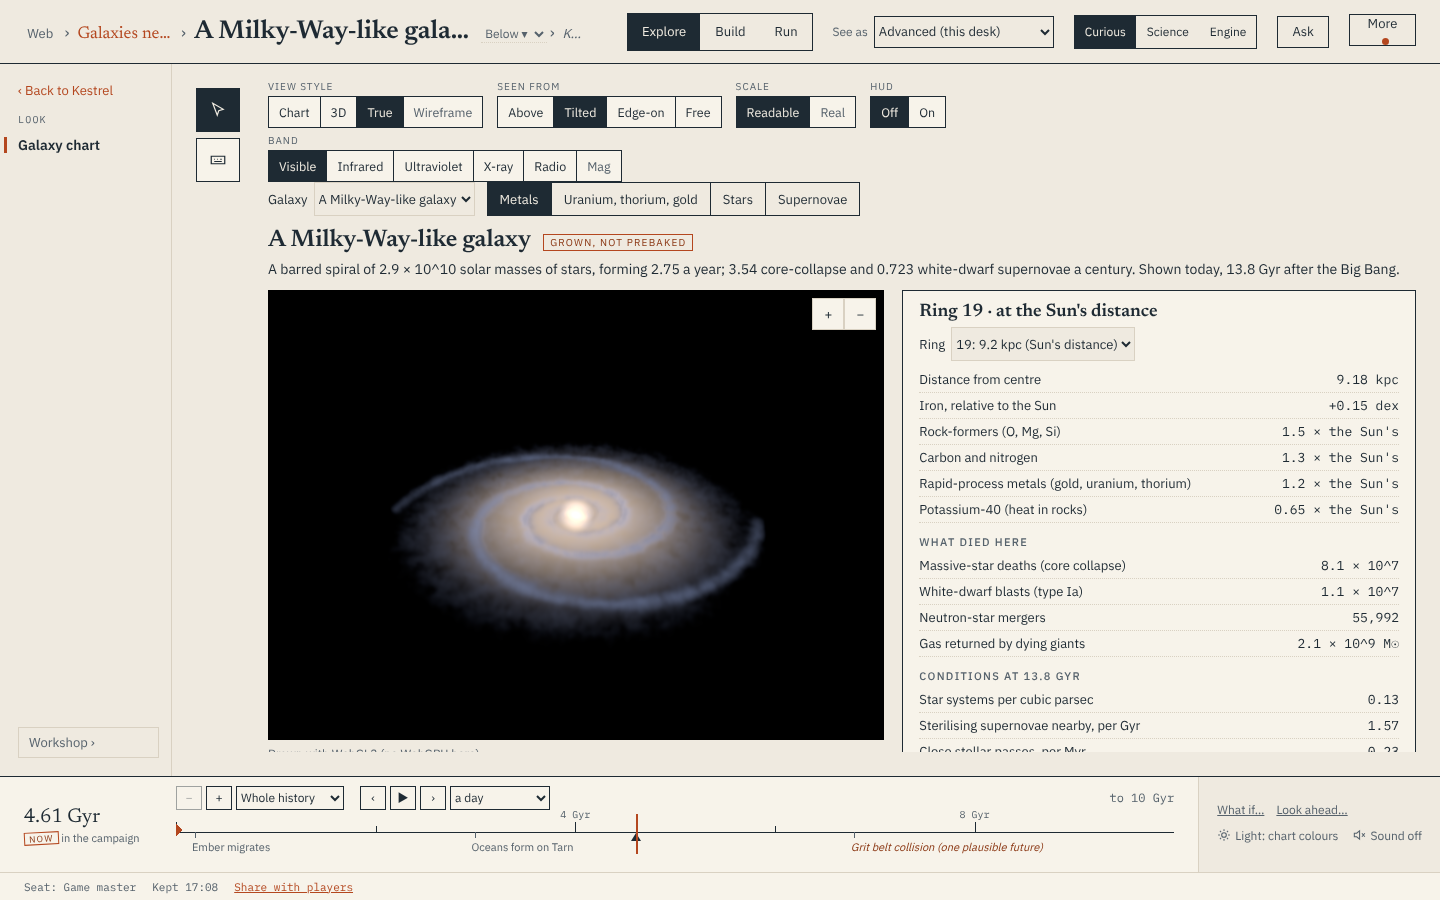 Web › Galaxies ne... › A Milky-Way-like gala... Below ▾ › K...
Explore Build Run
See as Advanced (this desk)
Curious Science Engine
Ask
More
‹ Back to Kestrel
LOOK
Galaxy chart
Workshop ›
VIEW STYLE
Chart 3D True Wireframe
SEEN FROM
Above Tilted Edge-on Free
SCALE
Readable Real
HUD
Off On
BAND
Visible Infrared Ultraviolet X-ray Radio Mag
Galaxy A Milky-Way-like galaxy
Metals Uranium, thorium, gold Stars Supernovae
A Milky-Way-like galaxy GROWN, NOT PREBAKED
A barred spiral of 2.9 × 10^10 solar masses of stars, forming 2.75 a year; 3.54 core-collapse and 0.723 white-dwarf supernovae a century. Shown today, 13.8 Gyr after the Big Bang.
+ −
Ring 19 · at the Sun's distance
Ring 19: 9.2 kpc (Sun's distance)
Distance from centre 9.18 kpc
Iron, relative to the Sun +0.15 dex
Rock-formers (O, Mg, Si) 1.5 × the Sun's
Carbon and nitrogen 1.3 × the Sun's
Rapid-process metals (gold, uranium, thorium) 1.2 × the Sun's
Potassium-40 (heat in rocks) 0.65 × the Sun's
WHAT DIED HERE
Massive-star deaths (core collapse) 8.1 × 10^7
White-dwarf blasts (type Ia) 1.1 × 10^7
Neutron-star mergers 55,992
Gas returned by dying giants 2.1 × 10^9 M☉
CONDITIONS AT 13.8 GYR
Star systems per cubic parsec 0.13
Sterilising supernovae nearby, per Gyr 1.57
Close stellar passes, per Myr 0.23
4.61 Gyr
NOW in the campaign
− + Whole history ‹ ▶ › a day
to 10 Gyr
4 Gyr 8 Gyr
Ember migrates Oceans form on Tarn Grit belt collision (one plausible future)
What if... Look ahead...
Light: chart colours Sound off
Seat: Game master Kept 17:08 Share with players